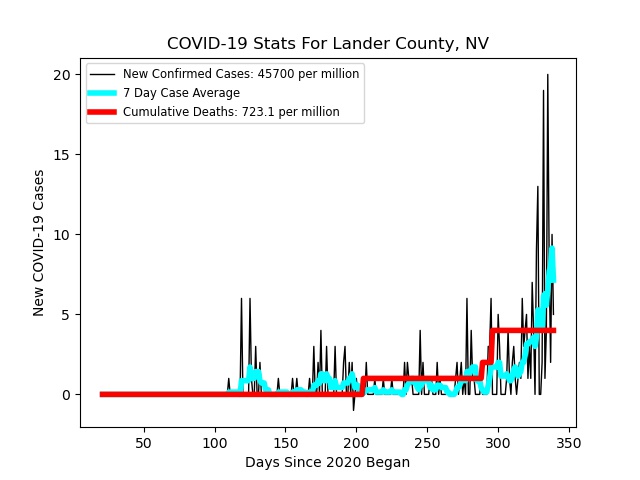 COVID-19 Stats For Lander County, NV
New Confirmed Cases: 45700 per million
7 Day Case Average
Cumulative Deaths: 723.1 per million
New COVID-19 Cases
20
15
10
5
0
50 100 150 200 250 300 350
Days Since 2020 Began